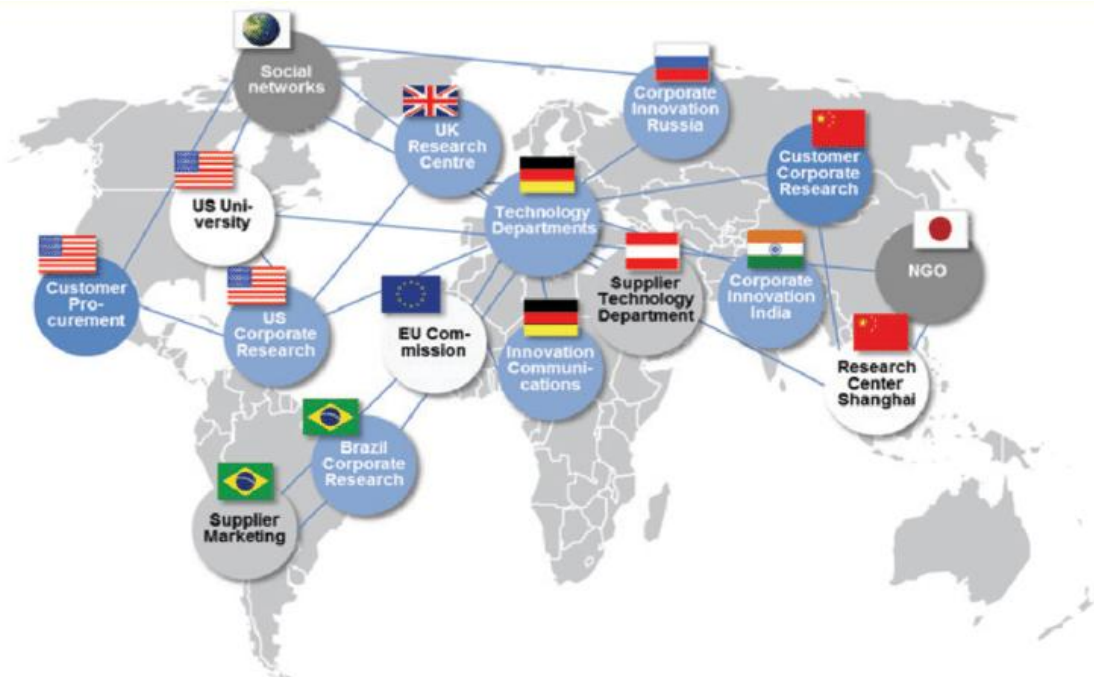 Social
networks
UK
Research
Centre
Corporate
Innovation
Russia
Customer
Corporate
Research
US Uni-
versity
Technology
Departments
NGO
Customer
Pro-
curement
US
Corporate
Research
EU Com-
mission
Supplier
Technology
Department
Corporate
Innovation
India
Innovation
Communi-
cations
Research
Center
Shanghai
Brazil
Corporate
Research
Supplier
Marketing